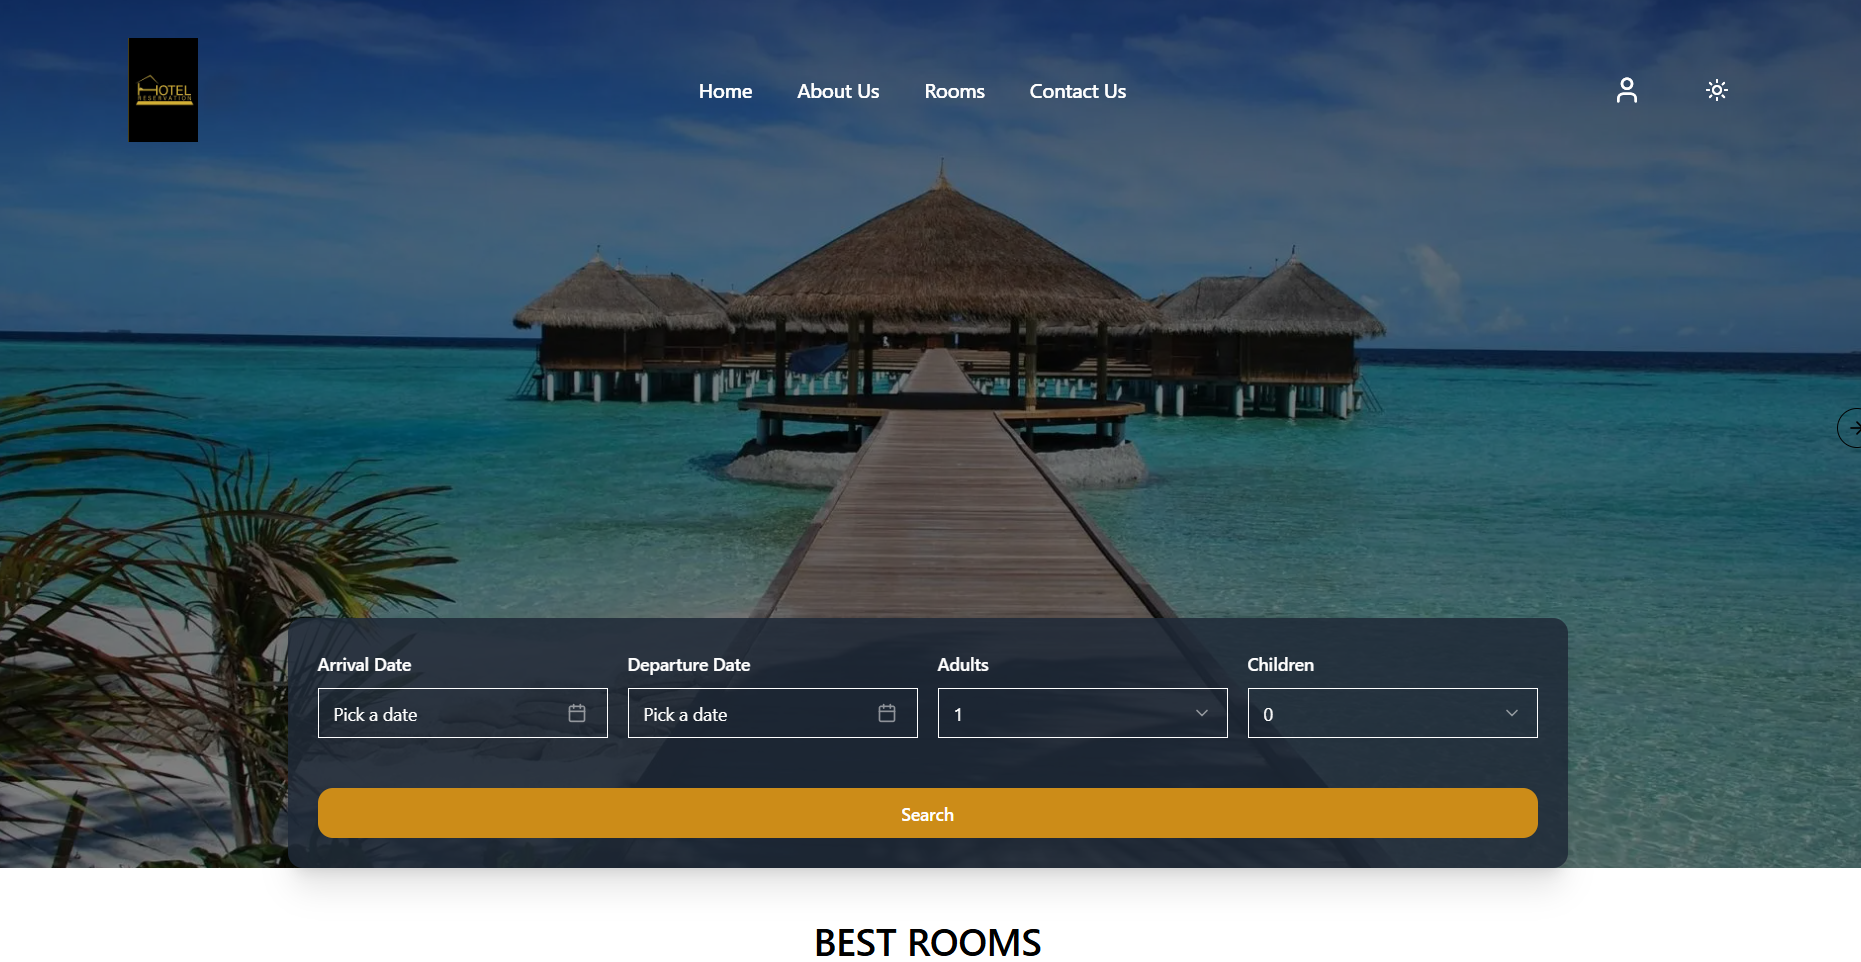 HOTEL
RESERVATION
Home
About Us
Rooms
Contact Us
Arrival Date
Departure Date
Adults
Children
Pick a date
Pick a date
1
0
Search
BEST ROOMS